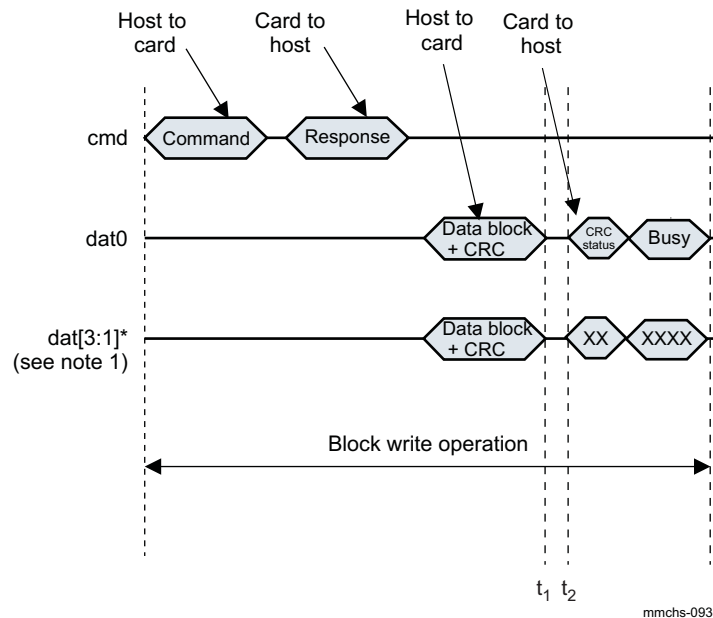 Host to
card
Card to
host
Host to
card
Card to
host
cmd
Command
Response
dat0
Data block
+ CRC
CRC
status
Busy
dat[3:1]*
(see note 1)
Data block
+ CRC
XX
XXXX
Block write operation
t1 t2
mmchs-093